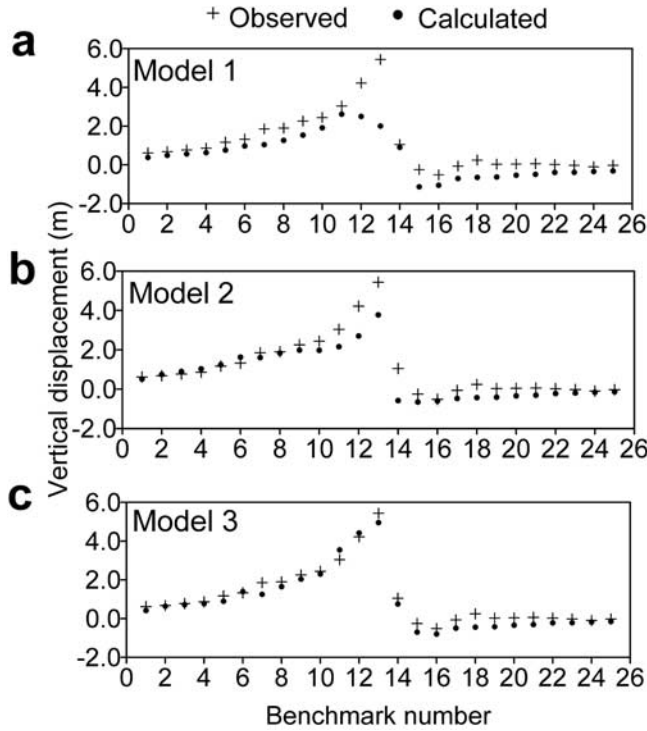 + Observed • Calculated
a
Model 1
6.0
4.0
2.0
0.0
-2.0
0 2 4 6 8 10 12 14 16 18 20 22 24 26
b
Model 2
6.0
4.0
2.0
0.0
-2.0
0 2 4 6 8 10 12 14 16 18 20 22 24 26
c
Model 3
6.0
4.0
2.0
0.0
-2.0
0 2 4 6 8 10 12 14 16 18 20 22 24 26
Vertical displacement (m)
Benchmark number